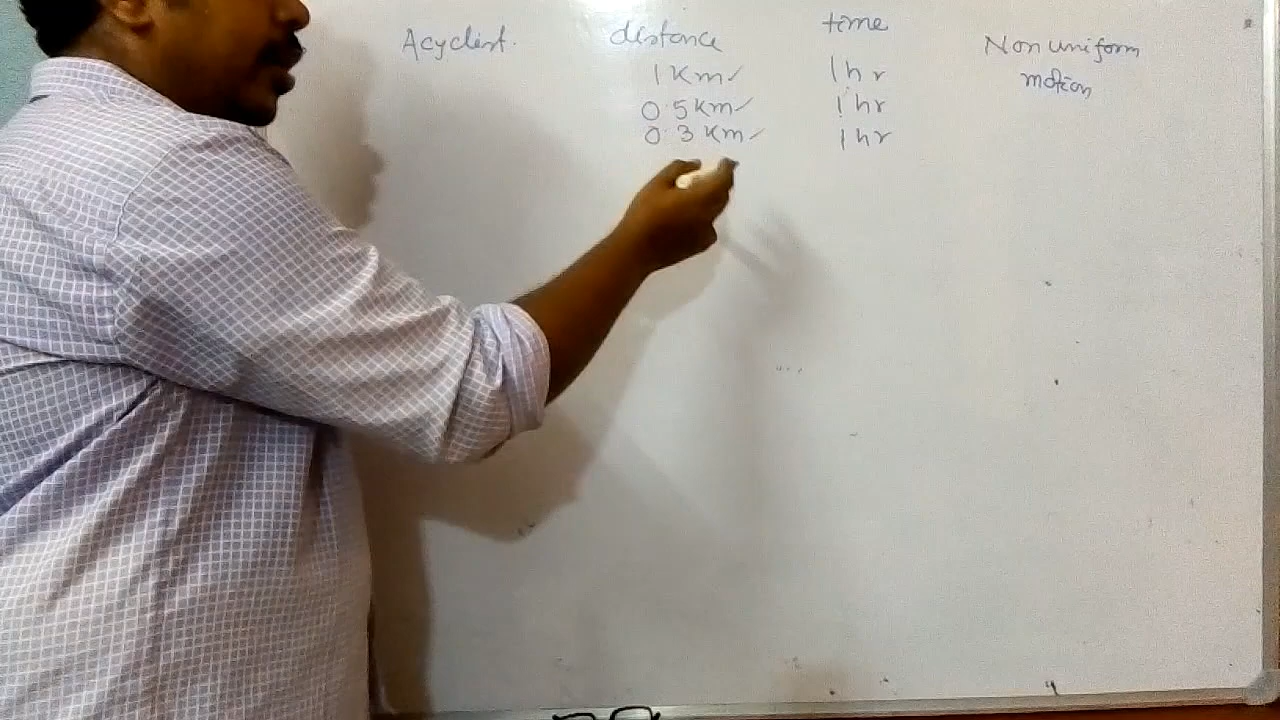 A cyclist. distance time
1 Km✓ 1 hr
0.5 km✓ 1 hr
0.3 km✓ 1 hr
Non uniform
motion